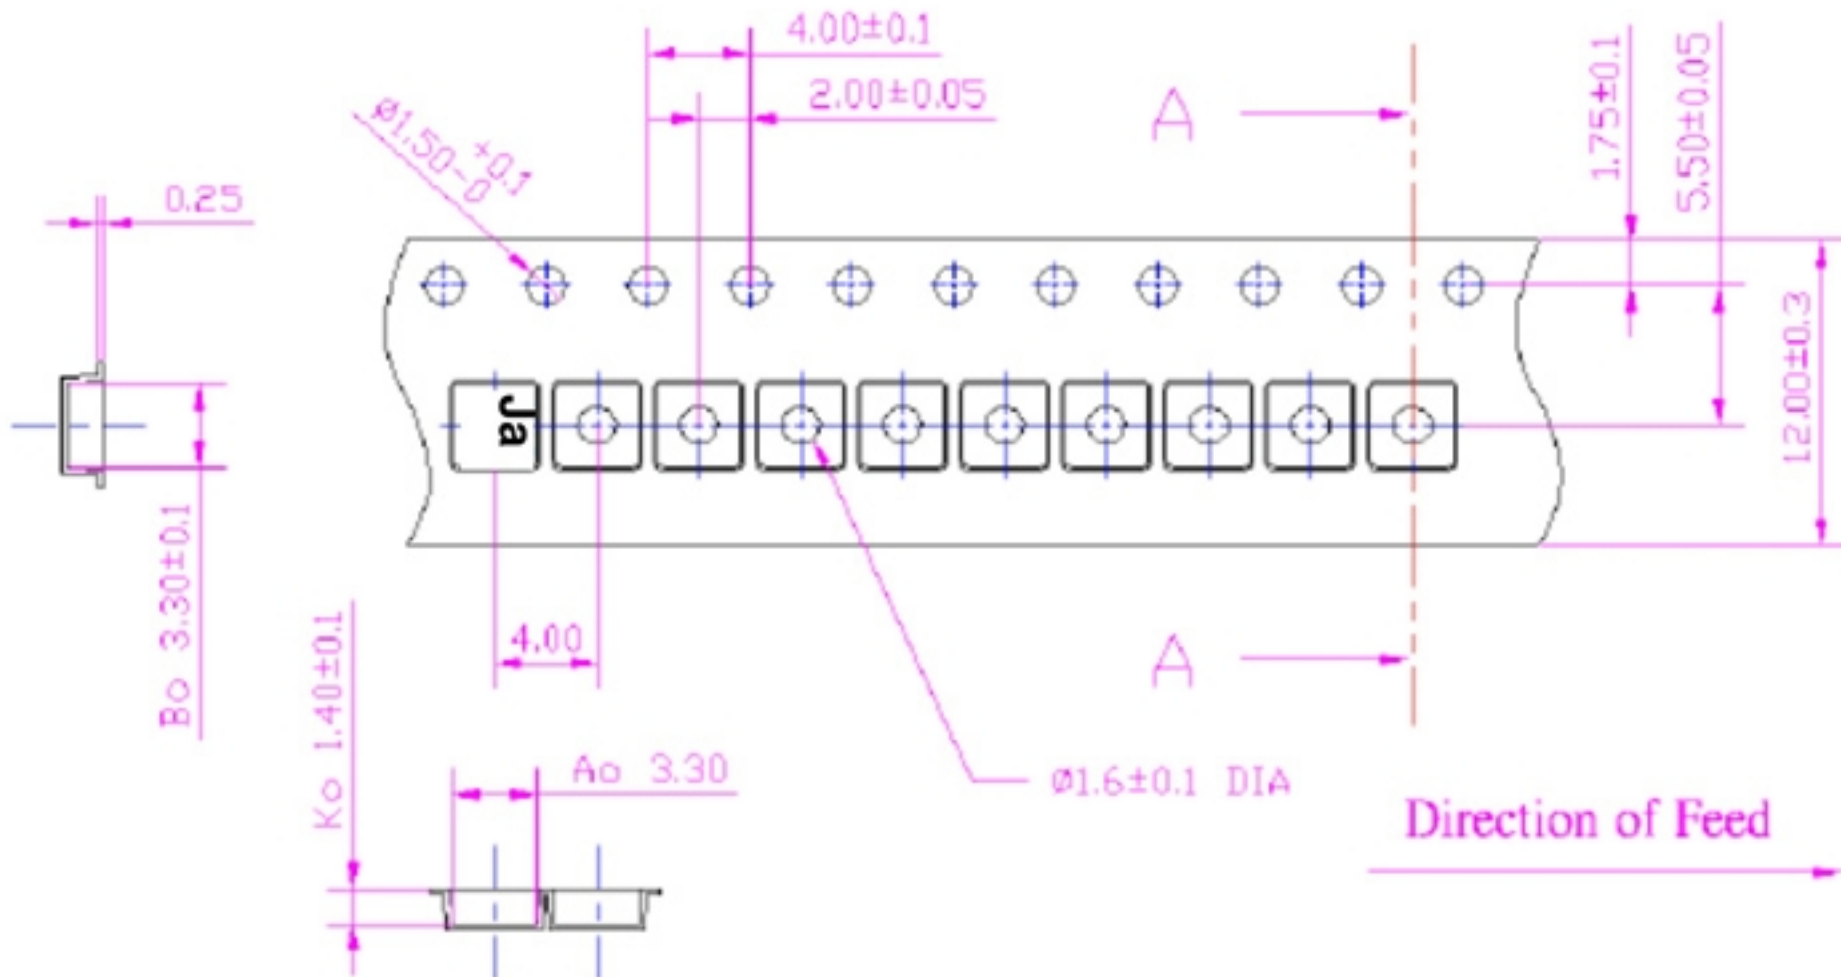 4.00±0.1
2.00±0.05
Ø1.50 +0.1 -0
0.25
A
1.75±0.1
5.50±0.05
12.00±0.3
Ja
Bo 3.30±0.1
4.00
Ko 1.40±0.1
Ao 3.30
A
Ø1.6±0.1 DIA
Direction of Feed